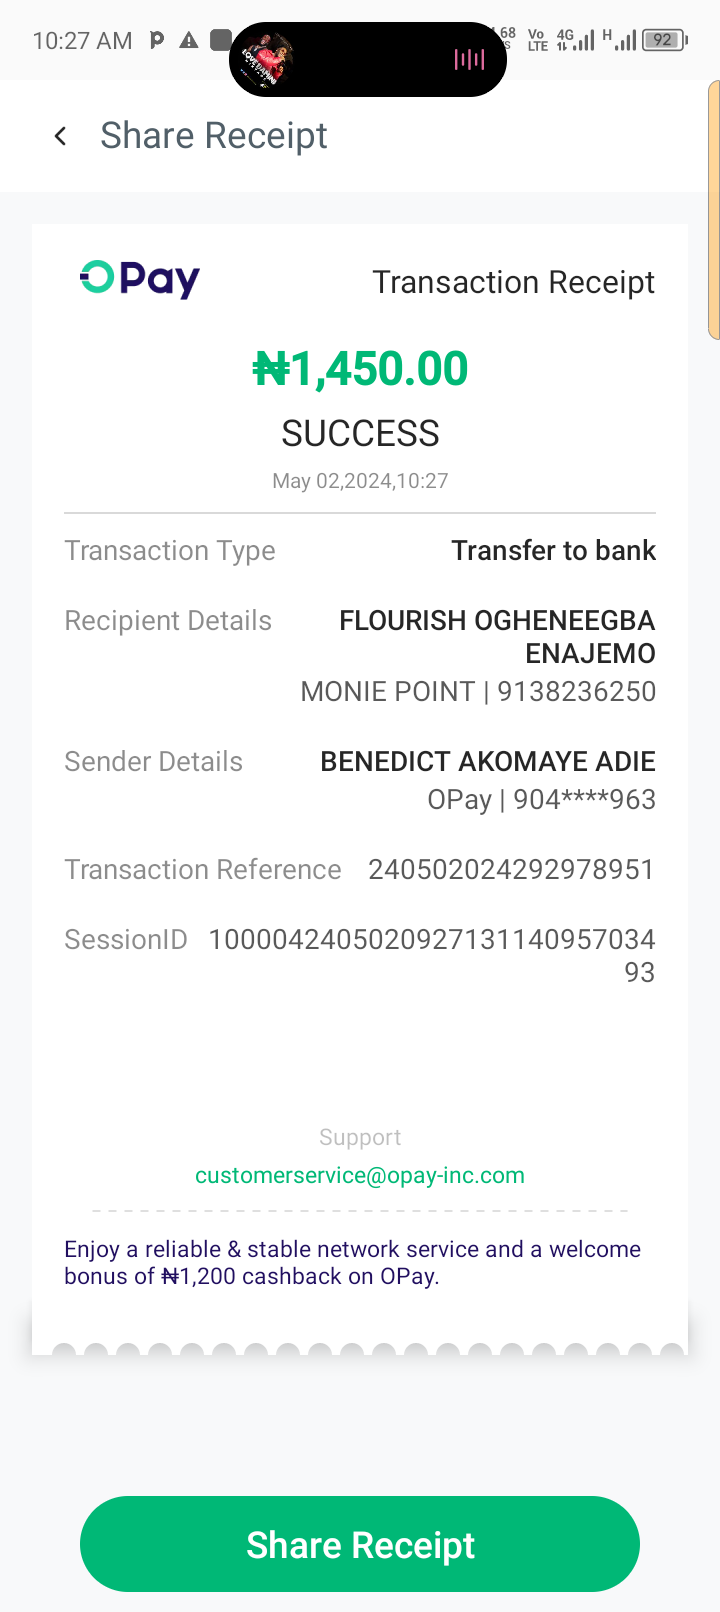 10:27 AM
.68
Vo
LTE
4G
H
92
Share Receipt
OPay
Transaction Receipt
₦1,450.00
SUCCESS
May 02,2024,10:27
Transaction Type
Transfer to bank
Recipient Details
FLOURISH OGHENEEGBA
ENAJEMO
MONIE POINT | 9138236250
Sender Details
BENEDICT AKOMAYE ADIE
OPay | 904****963
Transaction Reference
240502024292978951
SessionID
1000042405020927131140957034
93
Support
customerservice@opay-inc.com
Enjoy a reliable & stable network service and a welcome
bonus of ₦1,200 cashback on OPay.
Share Receipt